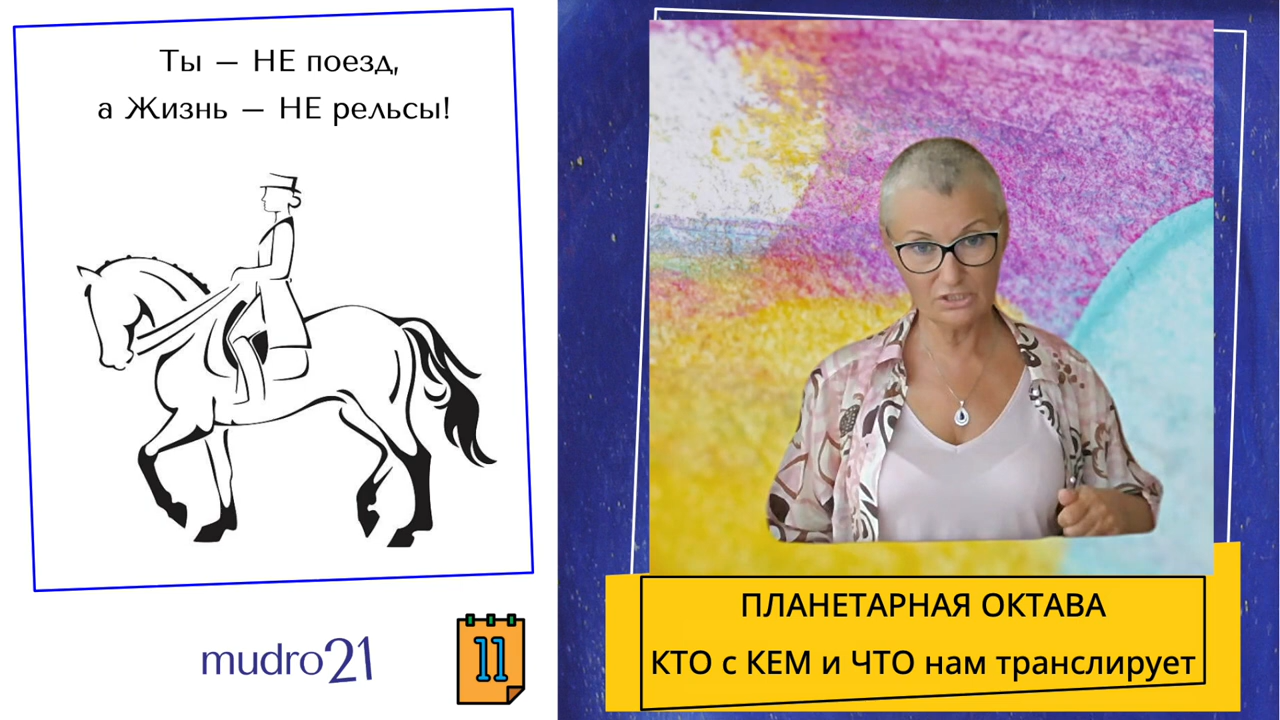 Ты – НЕ поезд,
а Жизнь – НЕ рельсы!
mudro21
11
ПЛАНЕТАРНАЯ ОКТАВА
КТО с КЕМ и ЧТО нам транслирует